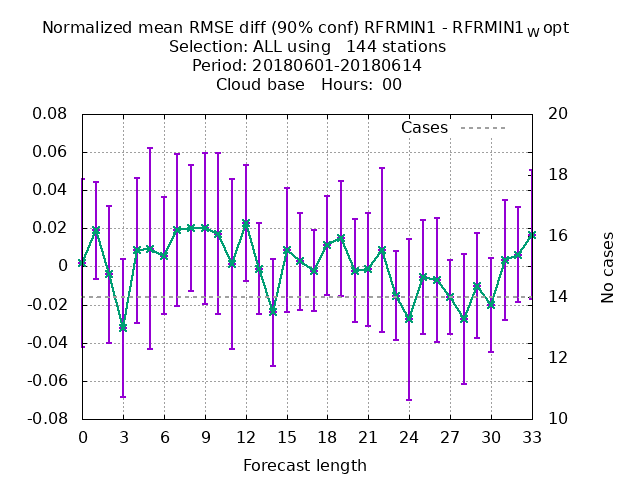 Normalized mean RMSE diff (90% conf) RFRMIN1 - RFRMIN1wopt
Selection: ALL using 144 stations
Period: 20180601-20180614
Cloud base Hours: 00
0.08 20
Cases
0.06
18
0.04
0.02 16
0
-0.02 14
-0.04
12
-0.06
-0.08 10
No cases
0 3 6 9 12 15 18 21 24 27 30 33
Forecast length